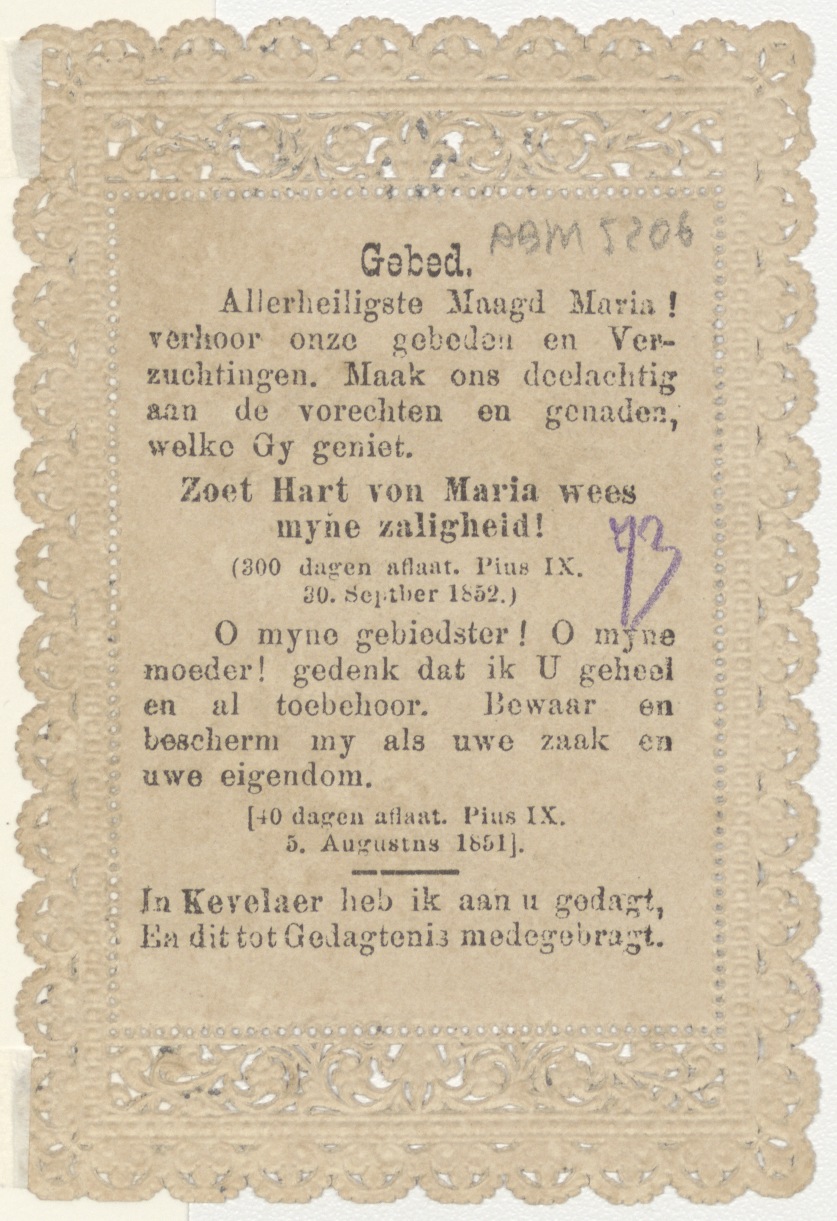 ABM 5206
Gebed.
Allerheiligste Maagd Maria !
verhoor onze gebeden en Ver-
zuchtingen. Maak ons deelachtig
aan de vorechten en genaden,
welke Gy geniet.
Zoet Hart von Maria wees
myne zaligheid!
(300 dagen aflaat. Pius IX.
30. Septber 1852.)
O myne gebiedster! O myne
moeder! gedenk dat ik U geheel
en al toebehoor. Bewaar en
bescherm my als uwe zaak en
uwe eigendom.
[40 dagen aflaat. Pius IX.
5. Augustus 1851].
In Kevelaer heb ik aan u gedagt,
En dit tot Gedagtenis medegebragt.